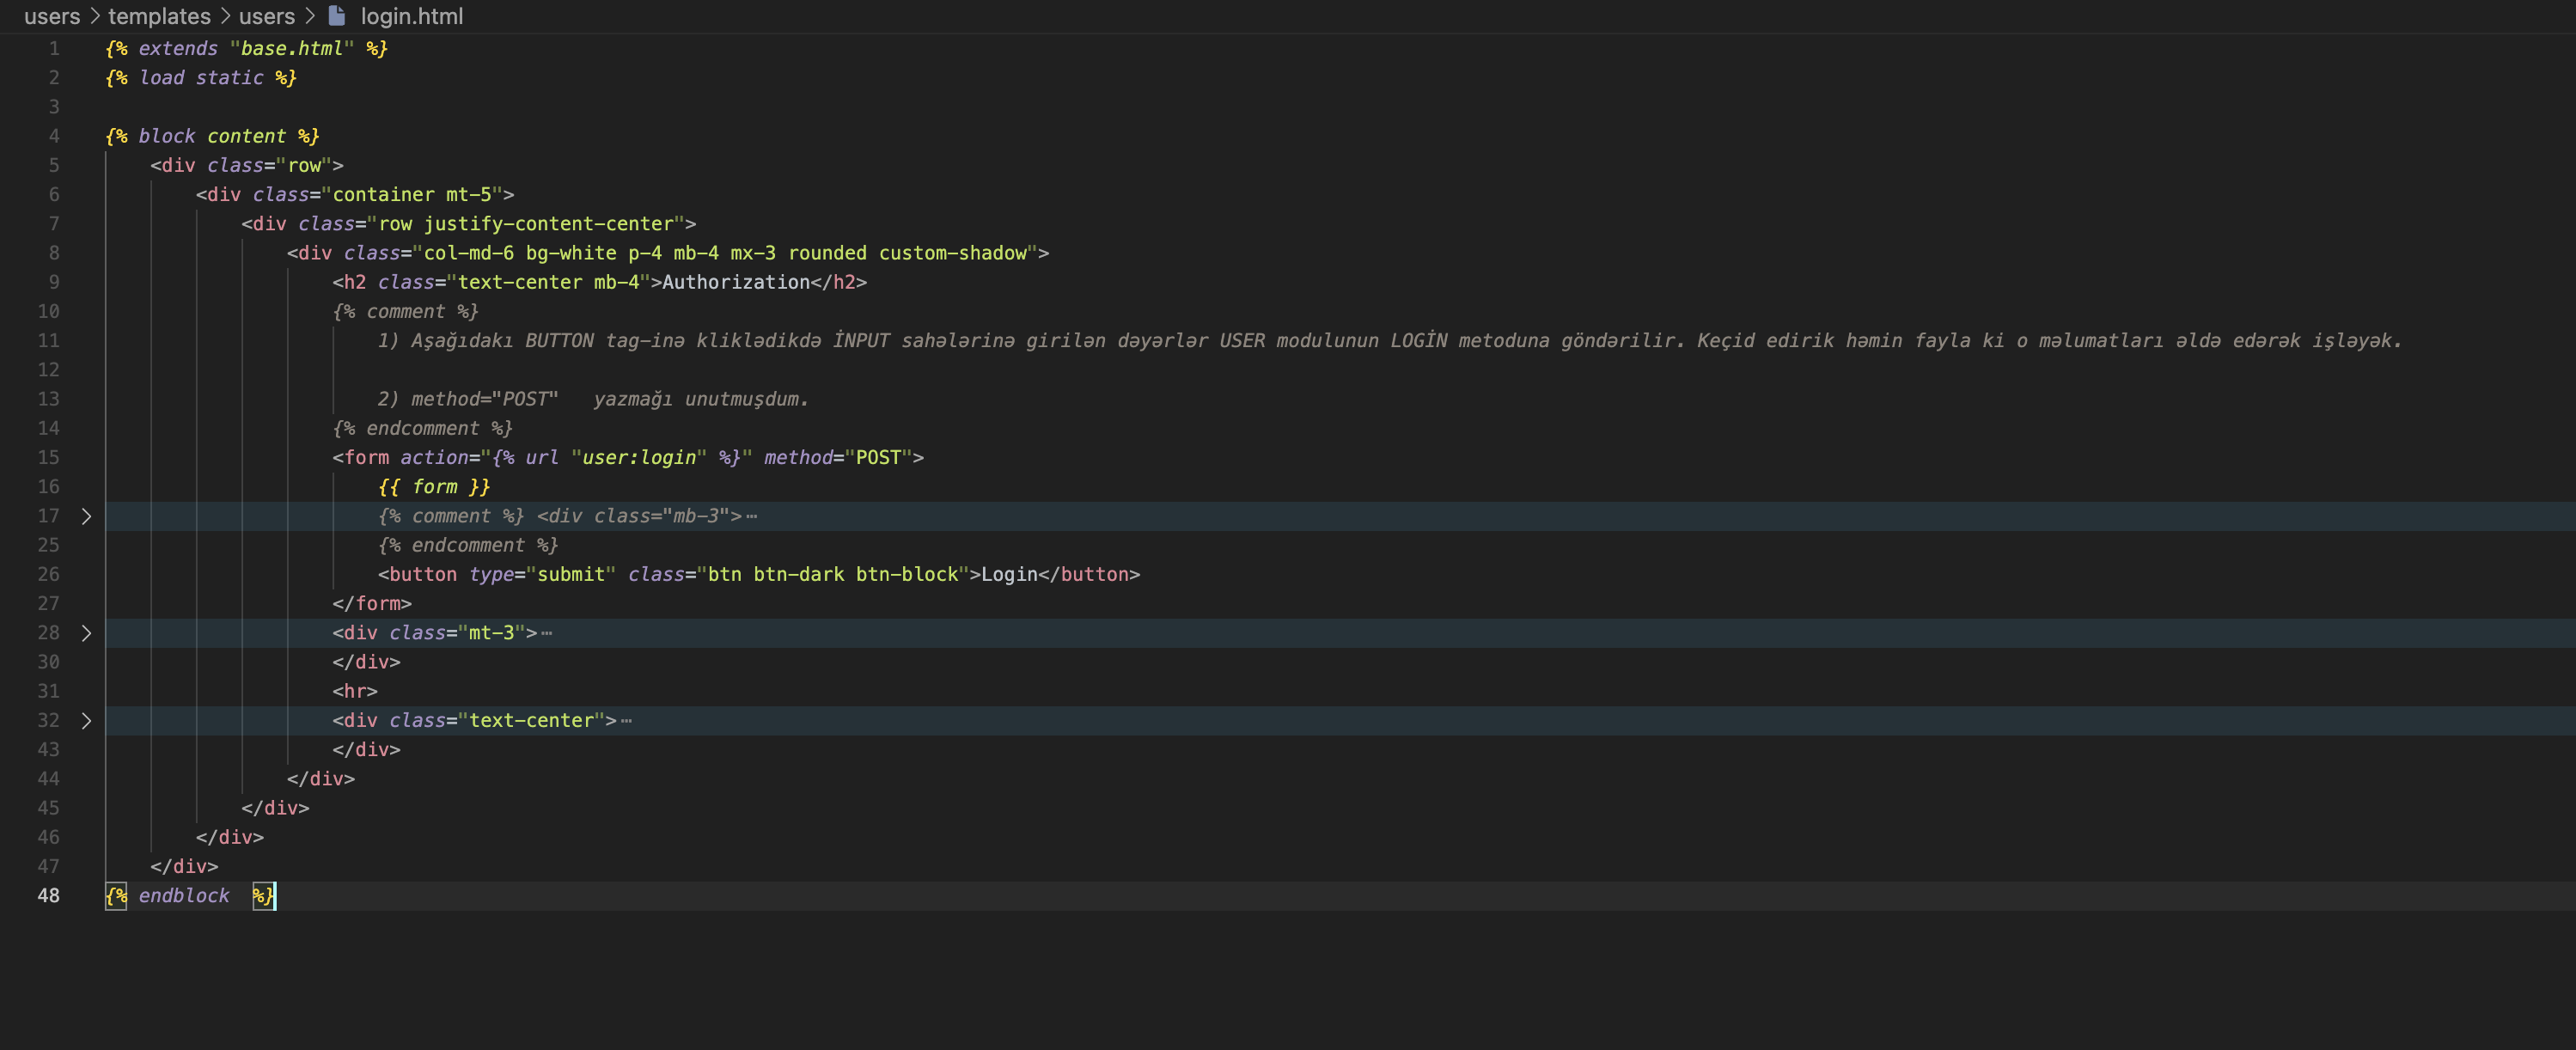 users > templates > users > login.html
1 {% extends "base.html" %}
2 {% load static %}
3
4 {% block content %}
5 <div class="row">
6 <div class="container mt-5">
7 <div class="row justify-content-center">
8 <div class="col-md-6 bg-white p-4 mb-4 mx-3 rounded custom-shadow">
9 <h2 class="text-center mb-4">Authorization</h2>
10 {% comment %}
11 1) Aşağıdakı BUTTON tag-inə kliklədikdə İNPUT sahələrinə girilən dəyərlər USER modulunun LOGİN metoduna göndərilir. Keçid edirik həmin fayla ki o məlumatları əldə edərək işləyək.
12
13 2) method="POST"   yazmağı unutmuşdum.
14 {% endcomment %}
15 <form action="{% url "user:login" %}" method="POST">
16 {{ form }}
17 {% comment %} <div class="mb-3">⋯
25 {% endcomment %}
26 <button type="submit" class="btn btn-dark btn-block">Login</button>
27 </form>
28 <div class="mt-3">⋯
30 </div>
31 <hr>
32 <div class="text-center">⋯
43 </div>
44 </div>
45 </div>
46 </div>
47 </div>
48 {% endblock  %}